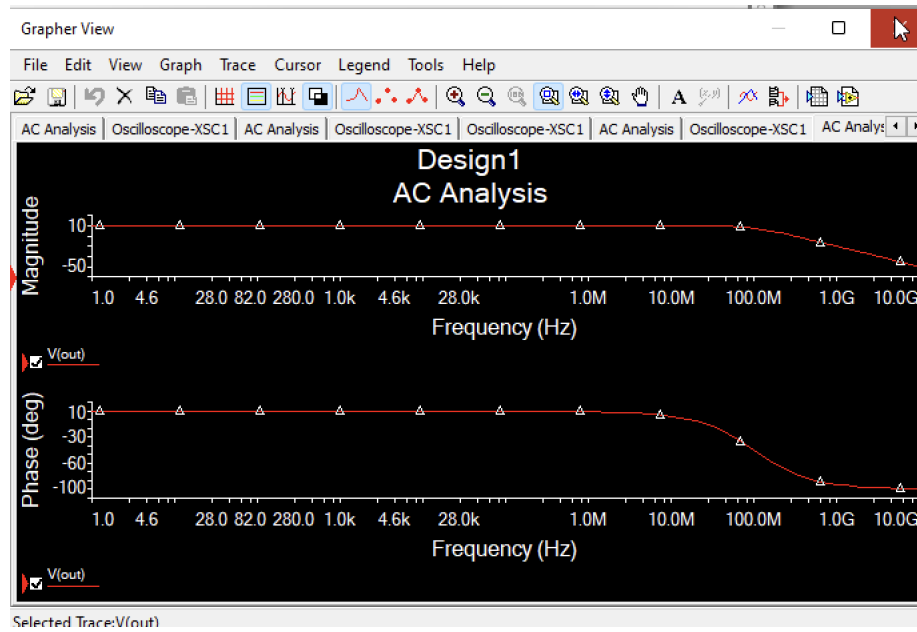 Grapher View
File Edit View Graph Trace Cursor Legend Tools Help
A
AC Analysis Oscilloscope-XSC1 AC Analysis Oscilloscope-XSC1 Oscilloscope-XSC1 AC Analysis Oscilloscope-XSC1 AC Analys
Design1
AC Analysis
Magnitude
10
-50
1.0 4.6 28.0 82.0 280.0 1.0k 4.6k 28.0k 1.0M 10.0M 100.0M 1.0G 10.0G
Frequency (Hz)
V(out)
Phase (deg)
10
-30
-60
-100
1.0 4.6 28.0 82.0 280.0 1.0k 4.6k 28.0k 1.0M 10.0M 100.0M 1.0G 10.0G
Frequency (Hz)
V(out)
Selected Trace:V(out)